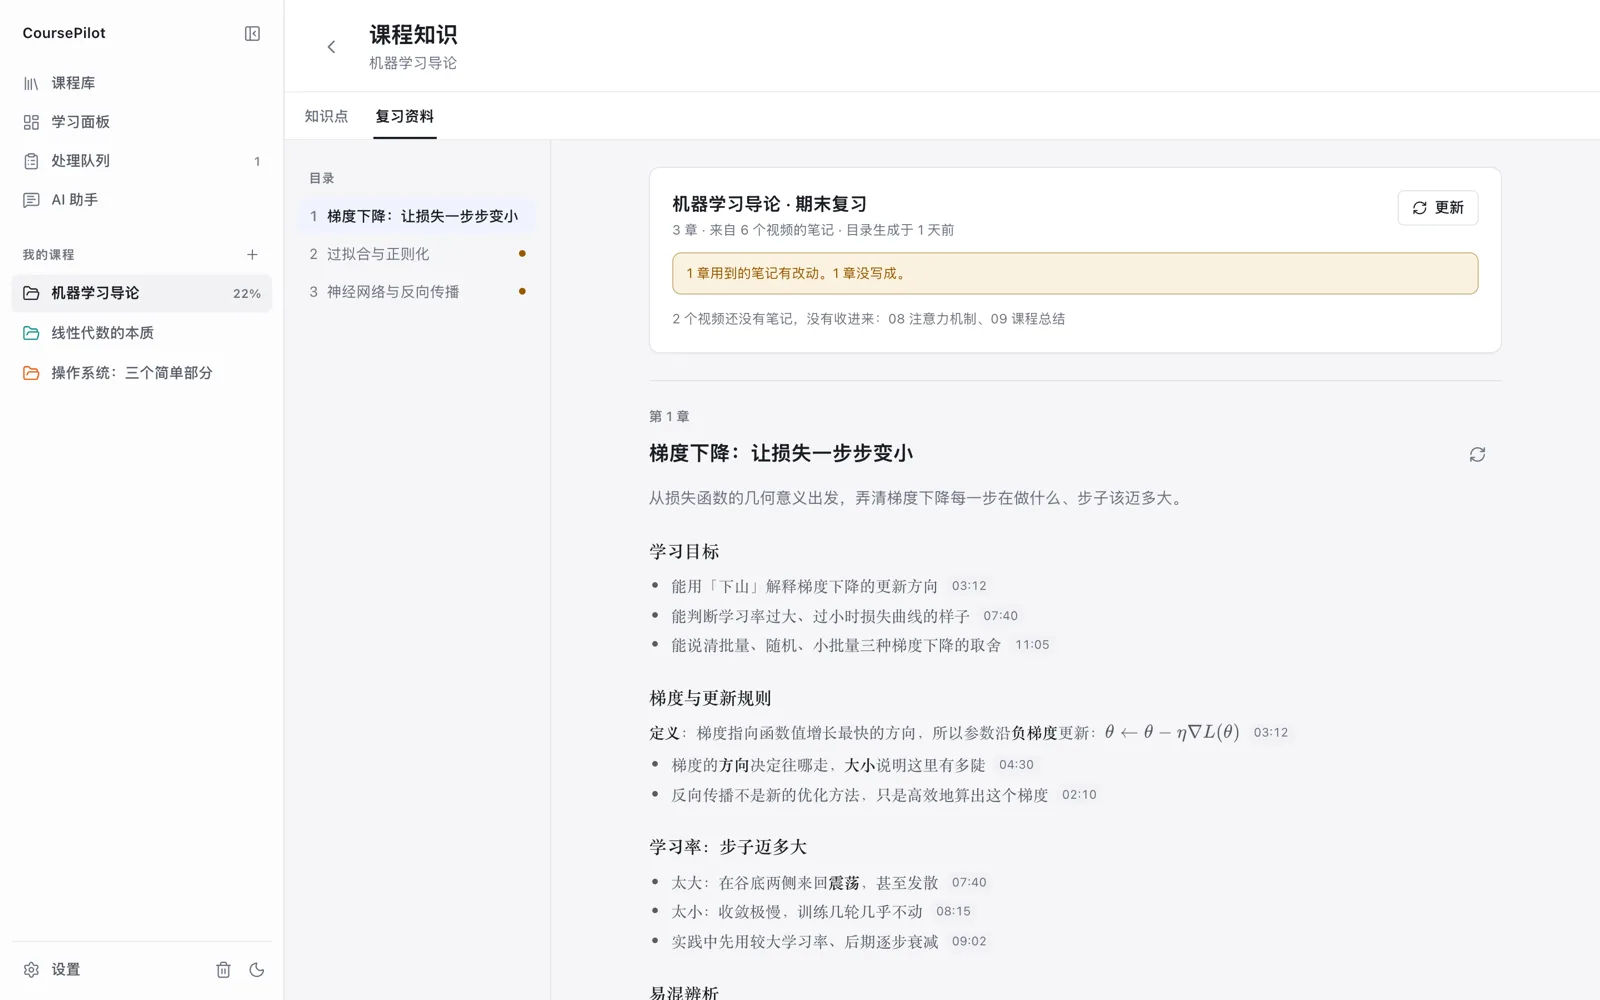 CoursePilot
课程库
学习面板
处理队列 1
AI 助手
我的课程
机器学习导论 22%
线性代数的本质
操作系统：三个简单部分
设置
课程知识
机器学习导论
知识点 复习资料
目录
1 梯度下降：让损失一步步变小
2 过拟合与正则化
3 神经网络与反向传播
机器学习导论 · 期末复习
更新
3 章 · 来自 6 个视频的笔记 · 目录生成于 1 天前
1 章用到的笔记有改动。1 章没写成。
2 个视频还没有笔记，没有收进来：08 注意力机制、09 课程总结
第 1 章
梯度下降：让损失一步步变小
从损失函数的几何意义出发，弄清梯度下降每一步在做什么、步子该迈多大。
学习目标
能用「下山」解释梯度下降的更新方向 03:12
能判断学习率过大、过小时损失曲线的样子 07:40
能说清批量、随机、小批量三种梯度下降的取舍 11:05
梯度与更新规则
定义：梯度指向函数值增长最快的方向，所以参数沿负梯度更新：θ ← θ − η∇L(θ) 03:12
梯度的方向决定往哪走，大小说明这里有多陡 04:30
反向传播不是新的优化方法，只是高效地算出这个梯度 02:10
学习率：步子迈多大
太大：在谷底两侧来回震荡，甚至发散 07:40
太小：收敛极慢，训练几轮几乎不动 08:15
实践中先用较大学习率、后期逐步衰减 09:02
易混辨析